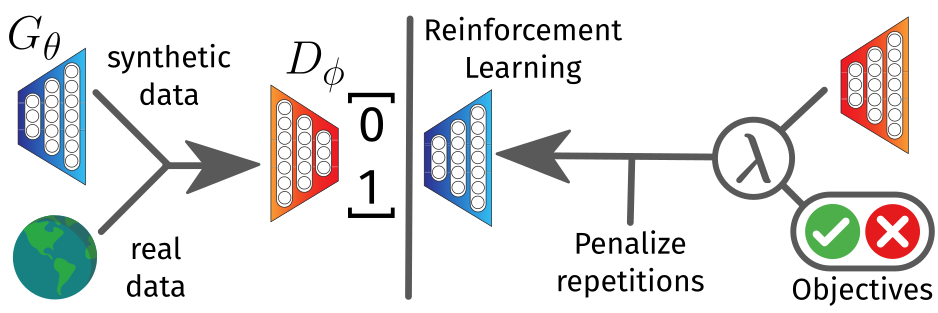 G_θ
synthetic
data
real
data
D_ϕ
0
1
Reinforcement
Learning
Penalize
repetitions
λ
Objectives